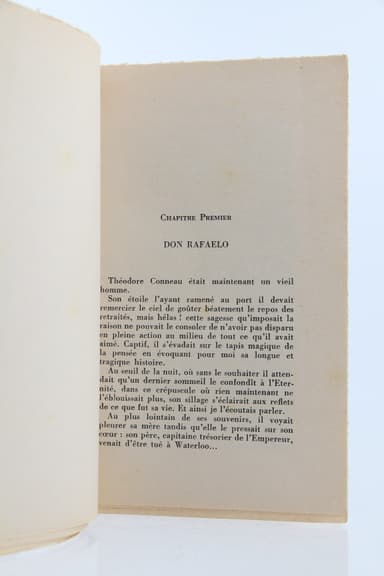 Chapitre Premier
DON RAFAELO
Théodore Conneau était maintenant un vieil
homme.
Son étoile l'ayant ramené au port il devait
remercier le ciel de goûter béatement le repos des
retraités, mais hélas ! cette sagesse qu'imposait la
raison ne pouvait le consoler de n'avoir pas disparu
en pleine action au milieu de tout ce qu'il avait
aimé. Captif, il s'évadait sur le tapis magique de
la pensée en évoquant pour moi sa longue et
tragique histoire.
Au seuil de la nuit, où sans le souhaiter il atten-
dait qu'un dernier sommeil le confondît à l'Eter-
nité, dans ce crépuscule où rien maintenant ne
l'éblouissait plus, son sillage s'éclairait aux reflets
de ce que fut sa vie. Et ainsi je l'écoutais parler.
Au plus lointain de ses souvenirs, il voyait
pleurer sa mère tandis qu'elle le pressait sur son
cœur : son père, capitaine trésorier de l'Empereur,
venait d'être tué à Waterloo...